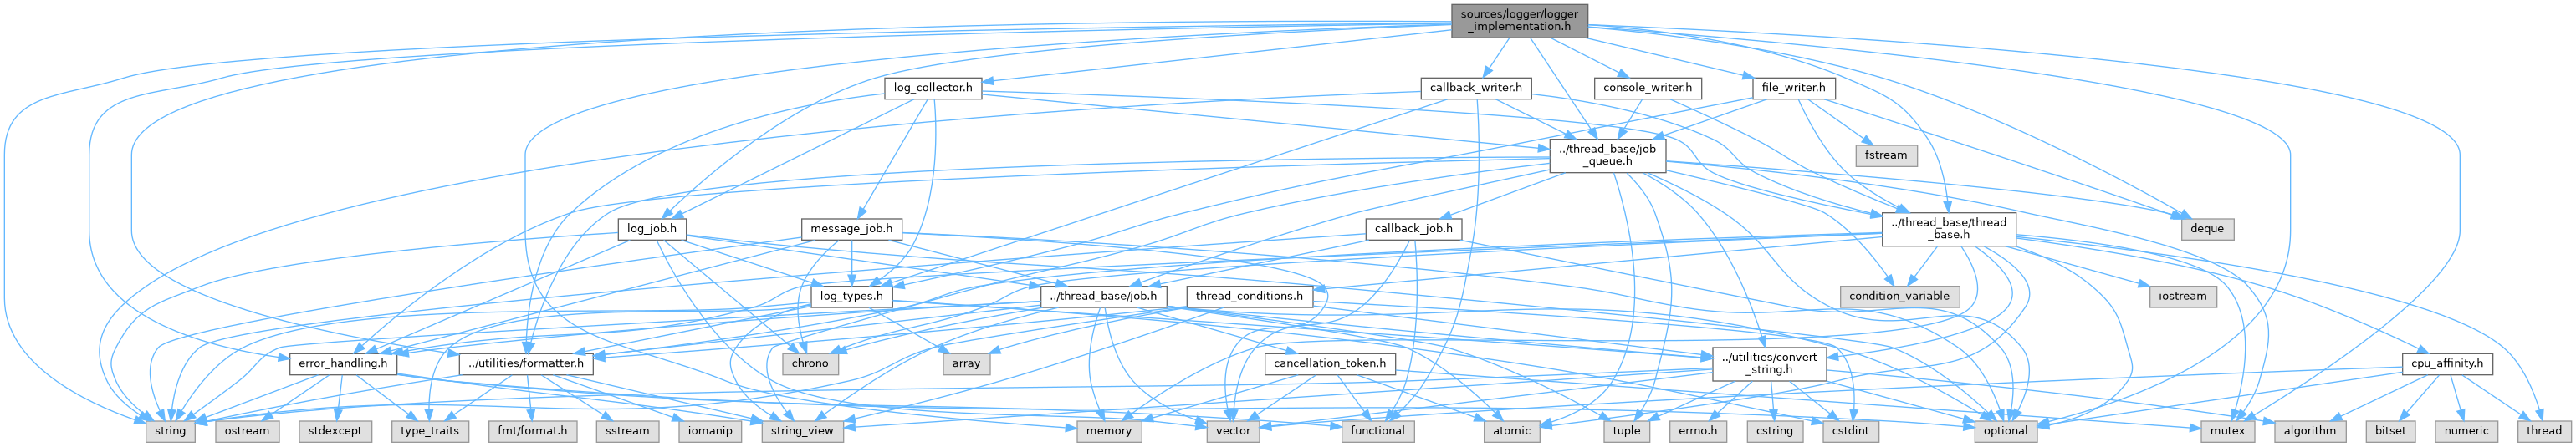 sources/logger/logger
_implementation.h
log_collector.h
callback_writer.h
console_writer.h
file_writer.h
../thread_base/job
_queue.h
fstream
log_job.h
message_job.h
callback_job.h
../thread_base/thread
_base.h
deque
log_types.h
../thread_base/job.h
thread_conditions.h
condition_variable
iostream
error_handling.h
../utilities/formatter.h
chrono
array
cancellation_token.h
../utilities/convert
_string.h
cpu_affinity.h
string
ostream
stdexcept
type_traits
fmt/format.h
sstream
iomanip
string_view
memory
vector
functional
atomic
tuple
errno.h
cstring
cstdint
optional
mutex
algorithm
bitset
numeric
thread